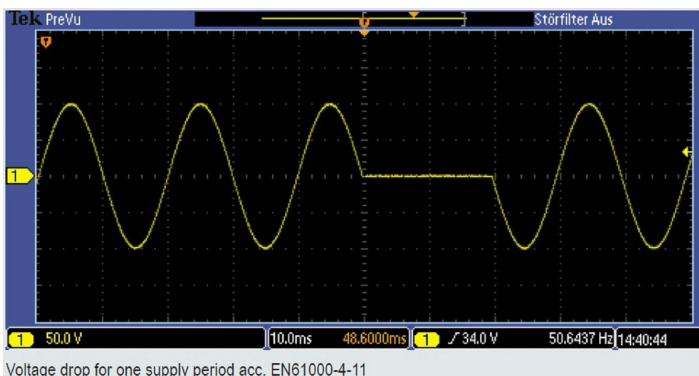 Tek PreVu Störfilter Aus
T
T
1
1 50.0 V 10.0ms 48.6000ms 1 34.0 V 50.6437 Hz 14:40:44
Voltage drop for one supply period acc. EN61000-4-11